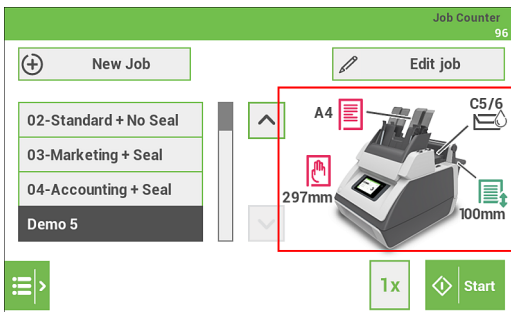 Job Counter
96
New Job
Edit job
02-Standard + No Seal
03-Marketing + Seal
04-Accounting + Seal
Demo 5
A4
C5/6
297mm
100mm
1x
Start